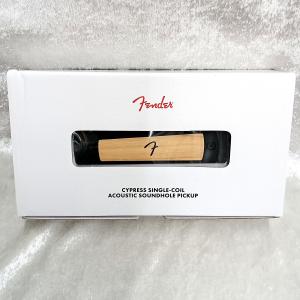 Fender
F
CYPRESS SINGLE-COIL
ACOUSTIC SOUNDHOLE PICKUP